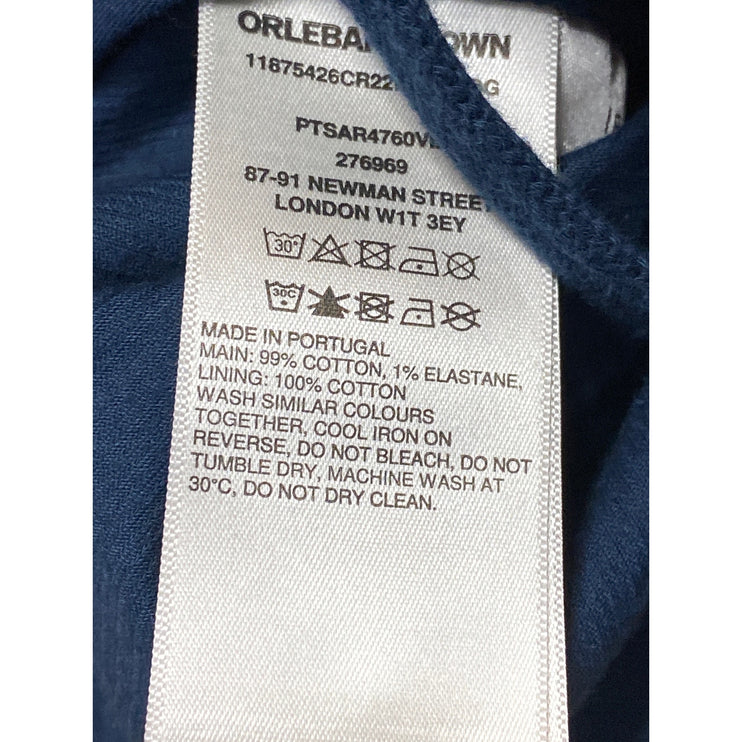 11875426CR22
PTSAR4760V
276969
87-91 NEWMAN STREET
LONDON W1T 3EY
30°
30C
MADE IN PORTUGAL
MAIN: 99% COTTON, 1% ELASTANE,
LINING: 100% COTTON
WASH SIMILAR COLOURS
TOGETHER, COOL IRON ON
REVERSE, DO NOT BLEACH, DO NOT
TUMBLE DRY, MACHINE WASH AT
30°C, DO NOT DRY CLEAN.